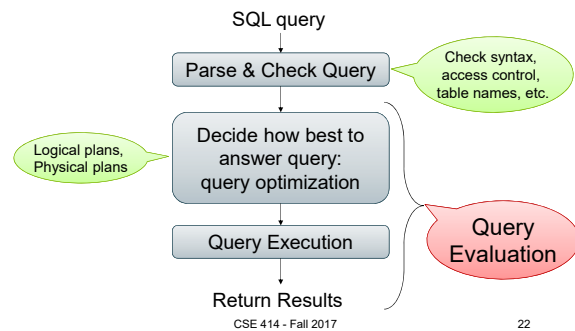 SQL query
Parse & Check Query
Check syntax,
access control,
table names, etc.
Decide how best to
answer query:
query optimization
Logical plans,
Physical plans
Query
Evaluation
Query Execution
Return Results
CSE 414 - Fall 2017
22